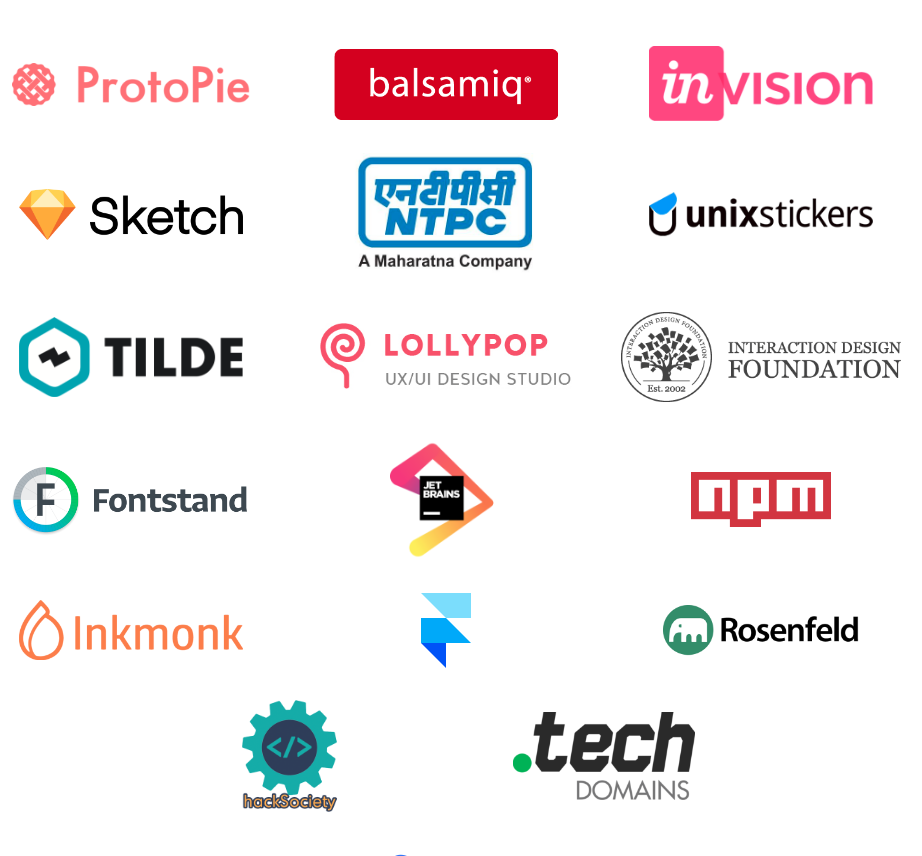 ProtoPie
balsamiq®
inVISION
Sketch
एनटीपीसी
NTPC
A Maharatna Company
unixstickers
TILDE
LOLLYPOP
UX/UI DESIGN STUDIO
INTERACTION DESIGN FOUNDATION
Est. 2002
INTERACTION DESIGN
FOUNDATION
F
Fontstand
JET
BRAINS
npm
Inkmonk
Rosenfeld
</>
hackSociety
.tech
DOMAINS